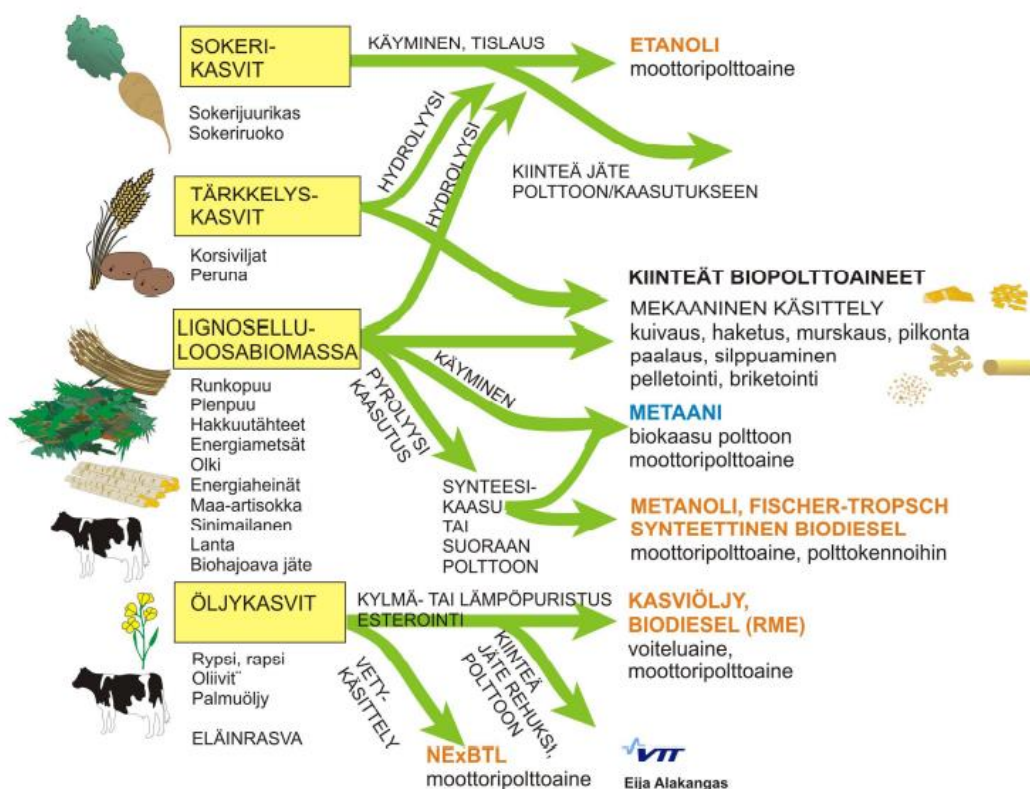 SOKERI-
KASVIT
Sokerijuurikas
Sokeriruoko
KÄYMINEN, TISLAUS
ETANOLI
moottoripolttoaine
HYDROLYYSI
HYDROLYYSI
KIINTEÄ JÄTE
POLTTOON/KAASUTUKSEEN
TÄRKKELYS-
KASVIT
Korsiviljat
Peruna
KIINTEÄT BIOPOLTTOAINEET
MEKAANINEN KÄSITTELY
kuivaus, haketus, murskaus, pilkonta
paalaus, silppuaminen
pelletointi, briketointi
LIGNOSELLU-
LOOSABIOMASSA
Runkopuu
Pienpuu
Hakkuutähteet
Energiametsät
Olki
Energiaheinät
Maa-artisokka
Sinimailanen
Lanta
Biohajoava jäte
KÄYMINEN
PYROLYYSI
KAASUTUS
METAANI
biokaasu polttoon
moottoripolttoaine
SYNTEESI-
KAASU
TAI
SUORAAN
POLTTOON
METANOLI, FISCHER-TROPSCH
SYNTEETTINEN BIODIESEL
moottoripolttoaine, polttokennoihin
ÖLJYKASVIT
Rypsi, rapsi
Oliivit¨
Palmuöljy
ELÄINRASVA
KYLMÄ- TAI LÄMPÖPURISTUS
ESTERÖINTI
KASVIÖLJY,
BIODIESEL (RME)
voiteluaine,
moottoripolttoaine
VETY-
KÄSITTELY
KIINTEÄ
JÄTE REHUKSI,
POLTTOON
NExBTL
moottoripolttoaine
VTT
Eija Alakangas